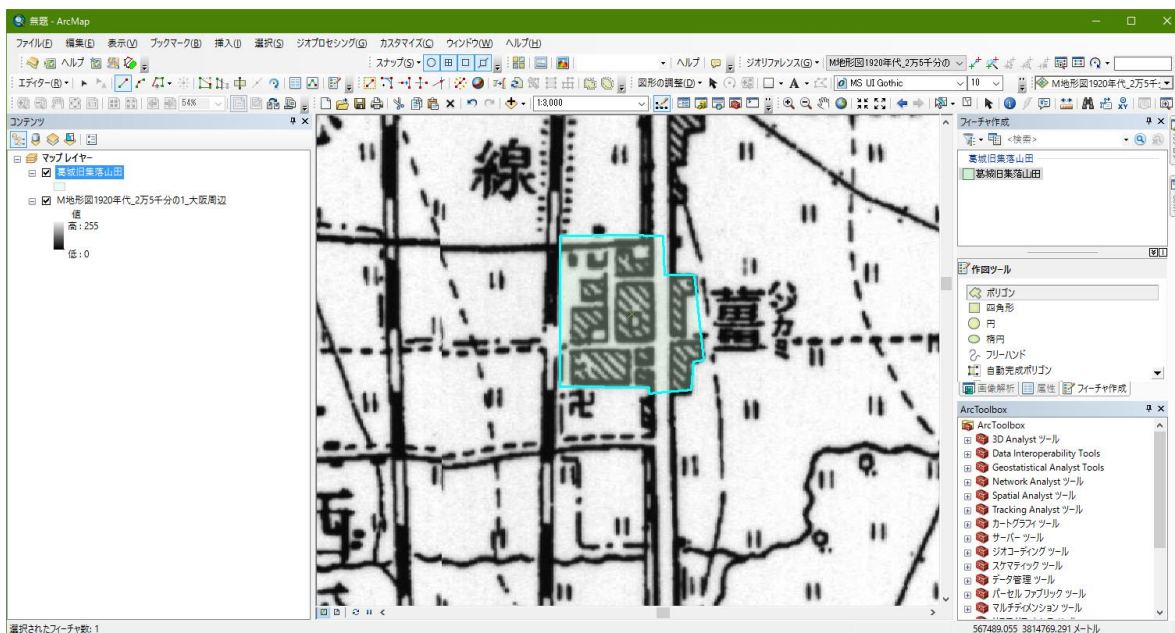 無題 - ArcMap
ファイル(F) 編集(E) 表示(V) ブックマーク(B) 挿入(I) 選択(S) ジオプロセシング(G) カスタマイズ(C) ウィンドウ(W) ヘルプ(H)
ヘルプ スナップ(S) ヘルプ ジオリファレンス(G) M地形図1920年代_2万5千分の
エディター(R) 図形の調整(D) A MS UI Gothic 10 M地形図1920年代_2万5千分
54% 1:3,000
コンテンツ
マップ レイヤー
葛城旧集落山田
M地形図1920年代_2万5千分の1_大阪周辺
値
高 : 255
低 : 0
線
薑
ハジカミ
フィーチャ作成
<検索>
葛城旧集落山田
葛城旧集落山田
作図ツール
ポリゴン
四角形
円
楕円
フリーハンド
自動完成ポリゴン
画像解析 属性 フィーチャ作成
ArcToolbox
ArcToolbox
3D Analyst ツール
Data Interoperability Tools
Geostatistical Analyst Tools
Network Analyst ツール
Spatial Analyst ツール
Tracking Analyst ツール
カートグラフィ ツール
サーバー ツール
ジオコーディング ツール
スケマティック ツール
データ管理 ツール
パーセル ファブリック ツール
マルチディメンション ツール
選択されたフィーチャ数: 1
567489.055 3814769.291 メートル